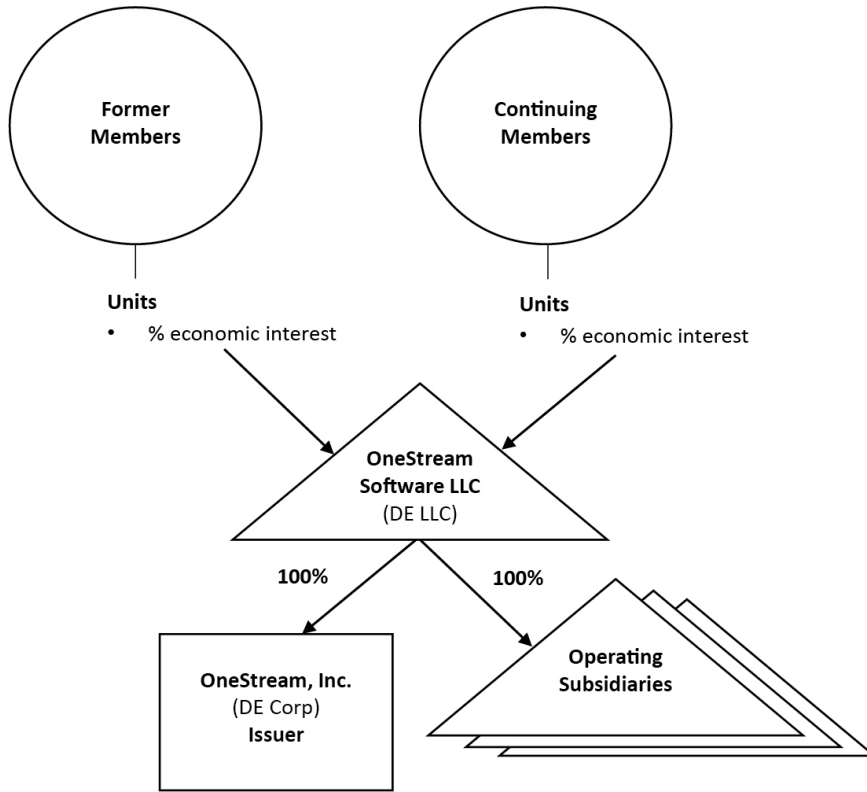 Former
Members
Continuing
Members
Units
• % economic interest
Units
• % economic interest
OneStream
Software LLC
(DE LLC)
100%
100%
OneStream, Inc.
(DE Corp)
Issuer
Operating
Subsidiaries